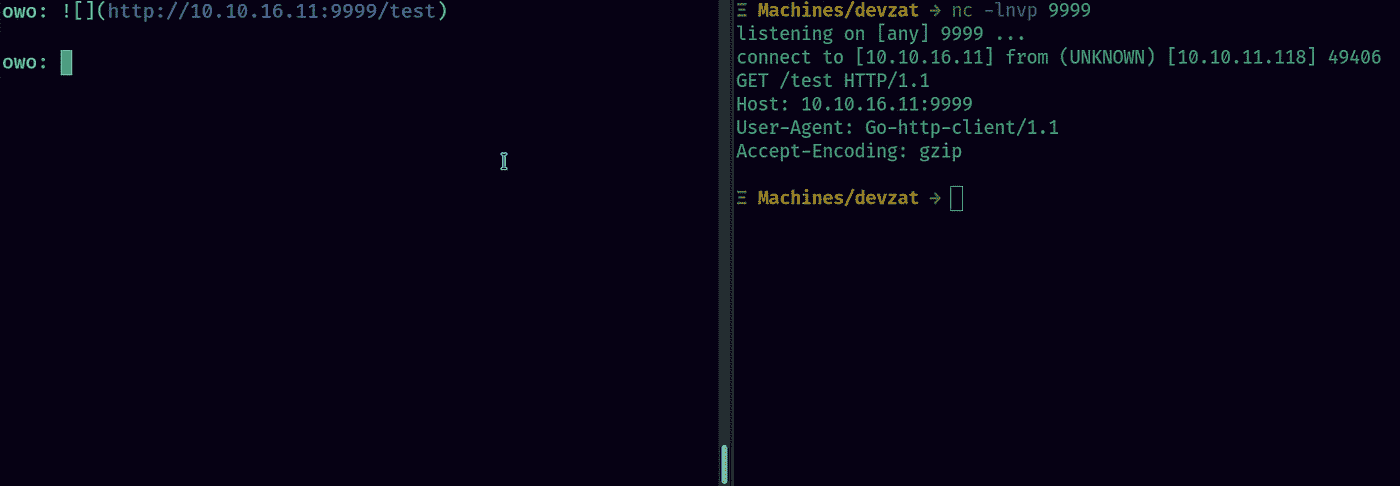 owo: ![](http://10.10.16.11:9999/test)
owo:
Ξ Machines/devzat → nc -lnvp 9999
listening on [any] 9999 ...
connect to [10.10.16.11] from (UNKNOWN) [10.10.11.118] 49406
GET /test HTTP/1.1
Host: 10.10.16.11:9999
User-Agent: Go-http-client/1.1
Accept-Encoding: gzip
Ξ Machines/devzat →